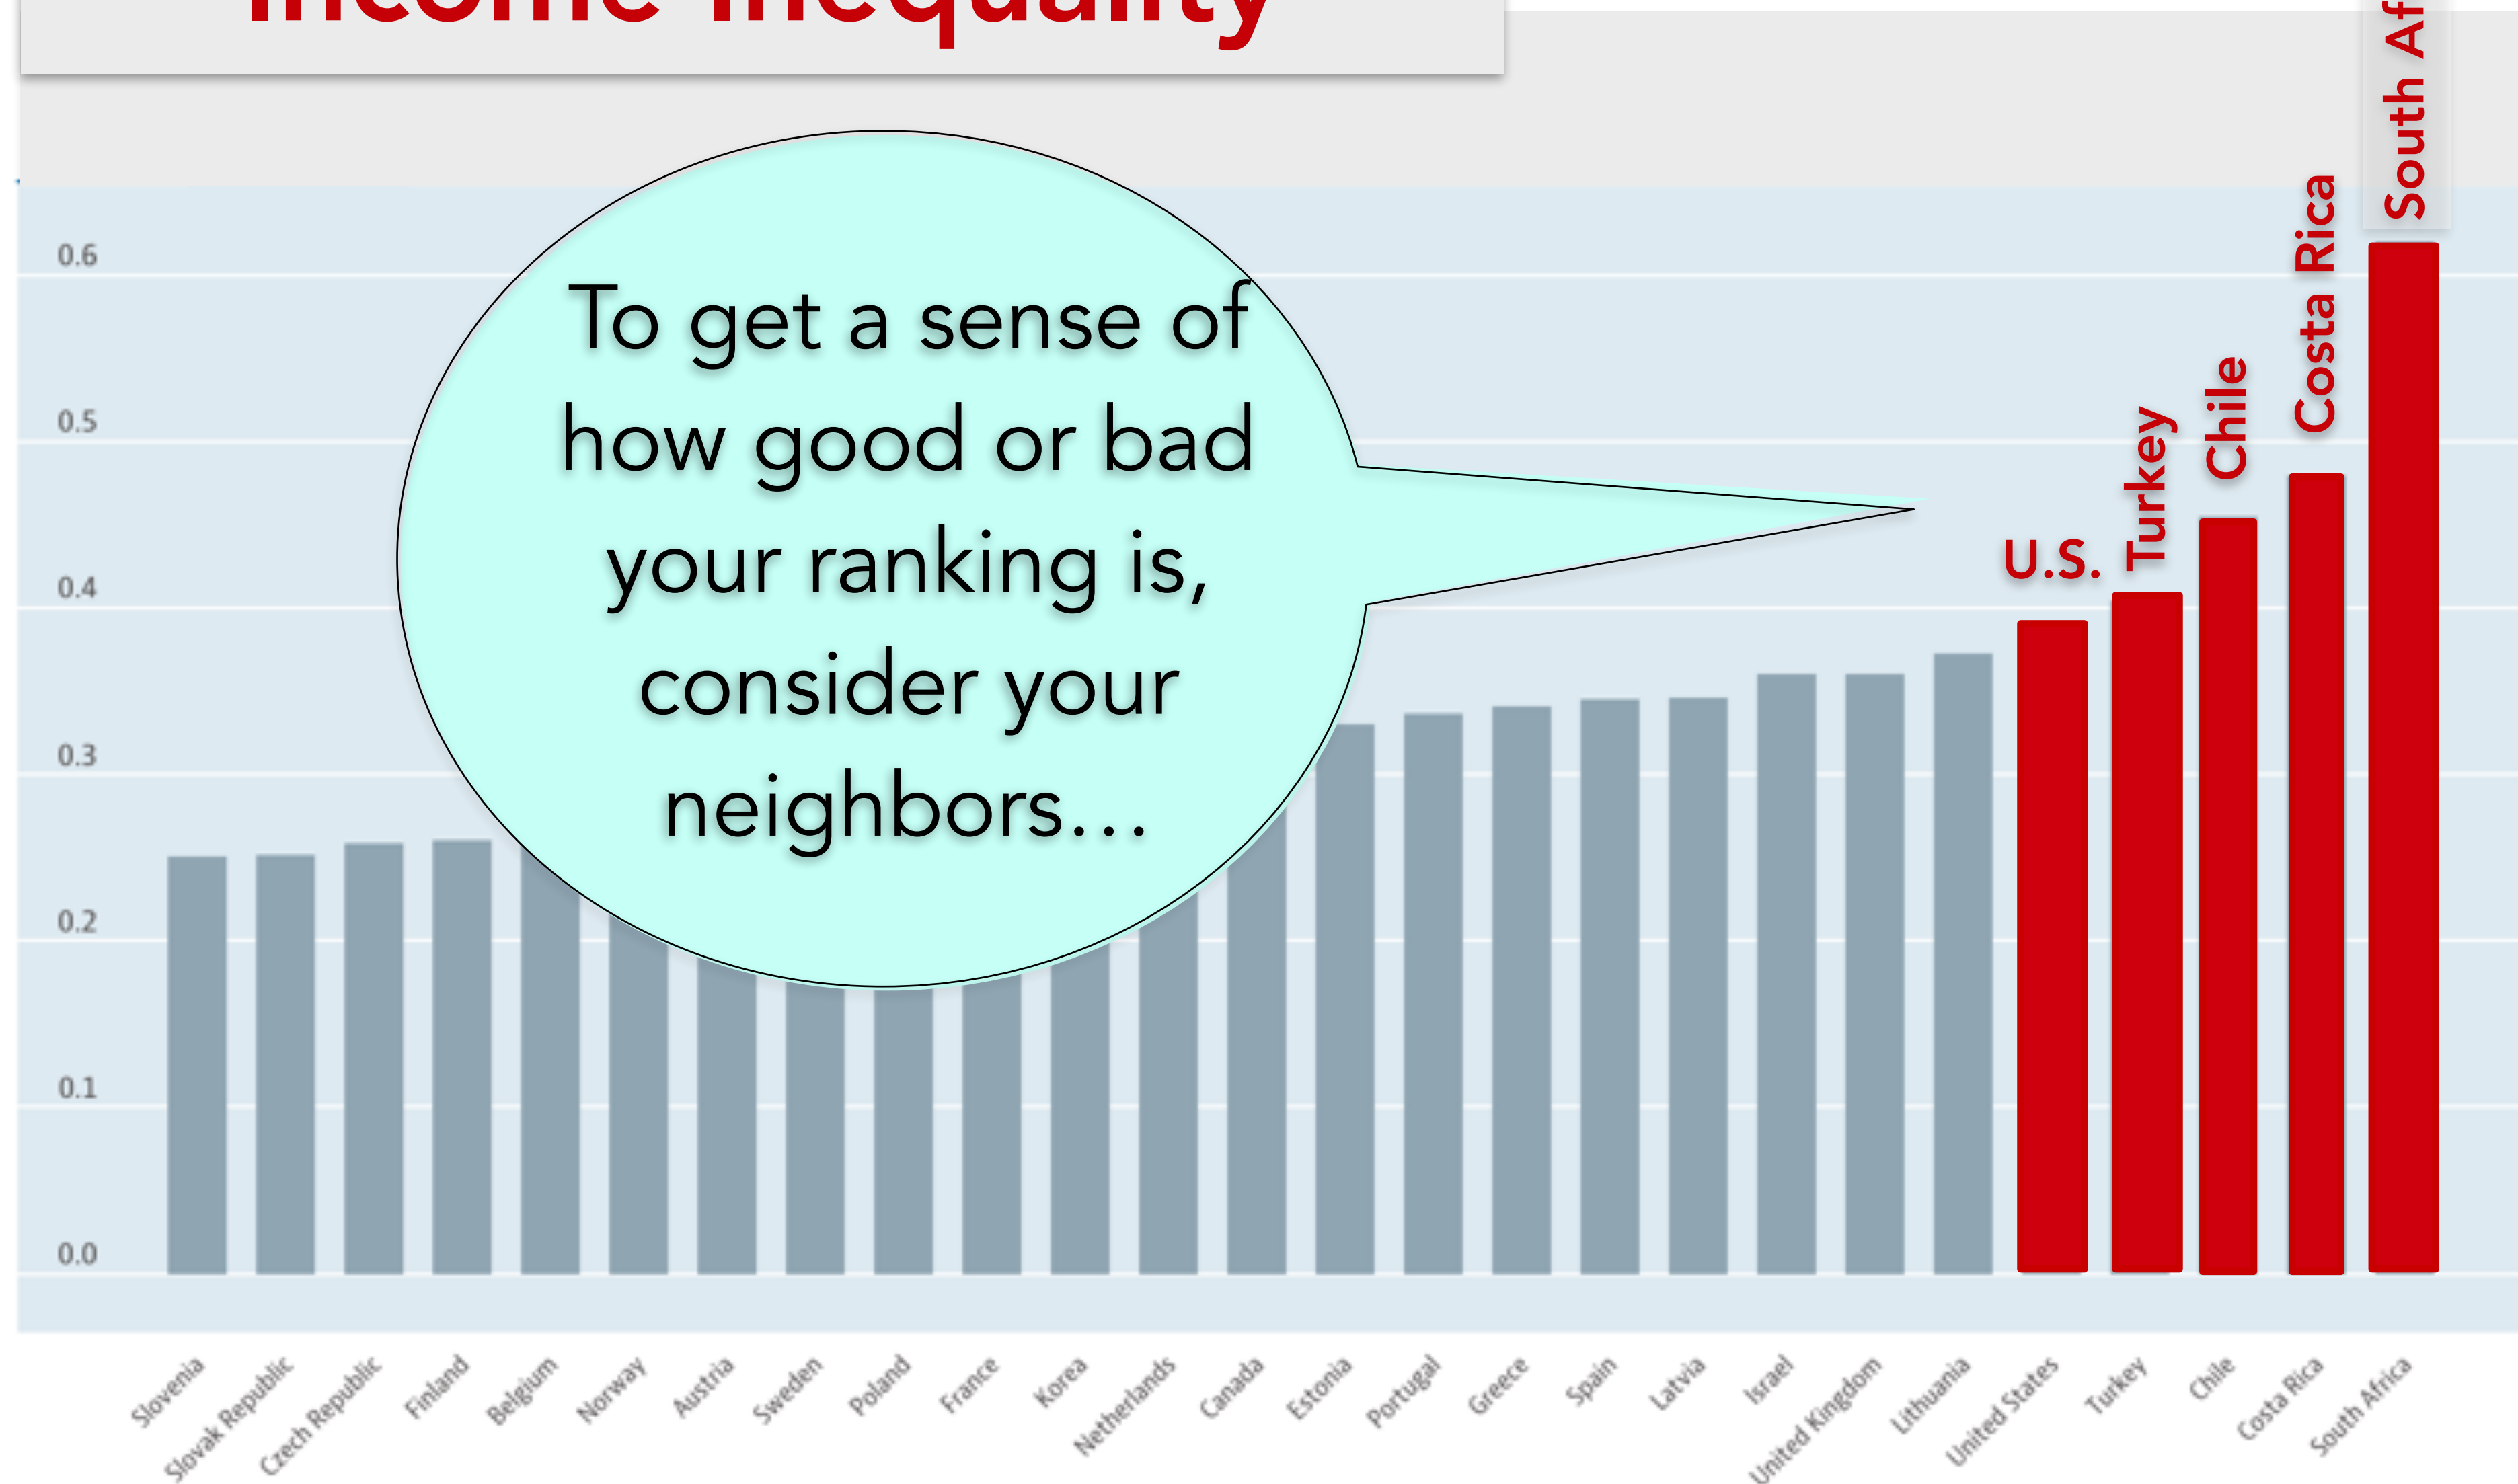 Income Inequality
To get a sense of
how good or bad
your ranking is,
consider your
neighbors...
U.S.
Turkey
Chile
Costa Rica
South Af
0.6
0.5
0.4
0.3
0.2
0.1
0.0
Slovenia
Slovak Republic
Czech Republic
Finland
Belgium
Norway
Austria
Sweden
Poland
France
Korea
Netherlands
Canada
Estonia
Portugal
Greece
Spain
Latvia
Israel
United Kingdom
Lithuania
United States
Turkey
Chile
Costa Rica
South Africa